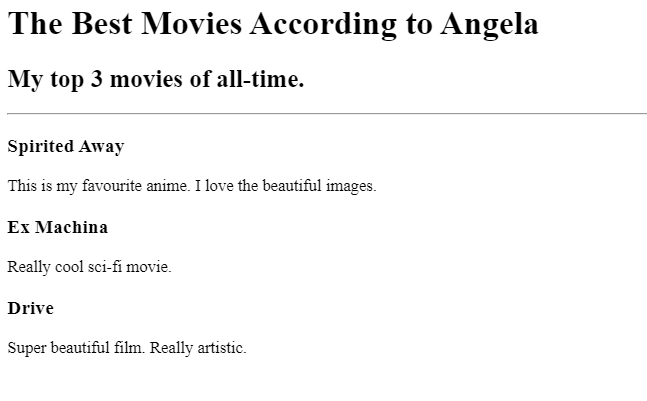 The Best Movies According to Angela
My top 3 movies of all-time.
Spirited Away
This is my favourite anime. I love the beautiful images.
Ex Machina
Really cool sci-fi movie.
Drive
Super beautiful film. Really artistic.